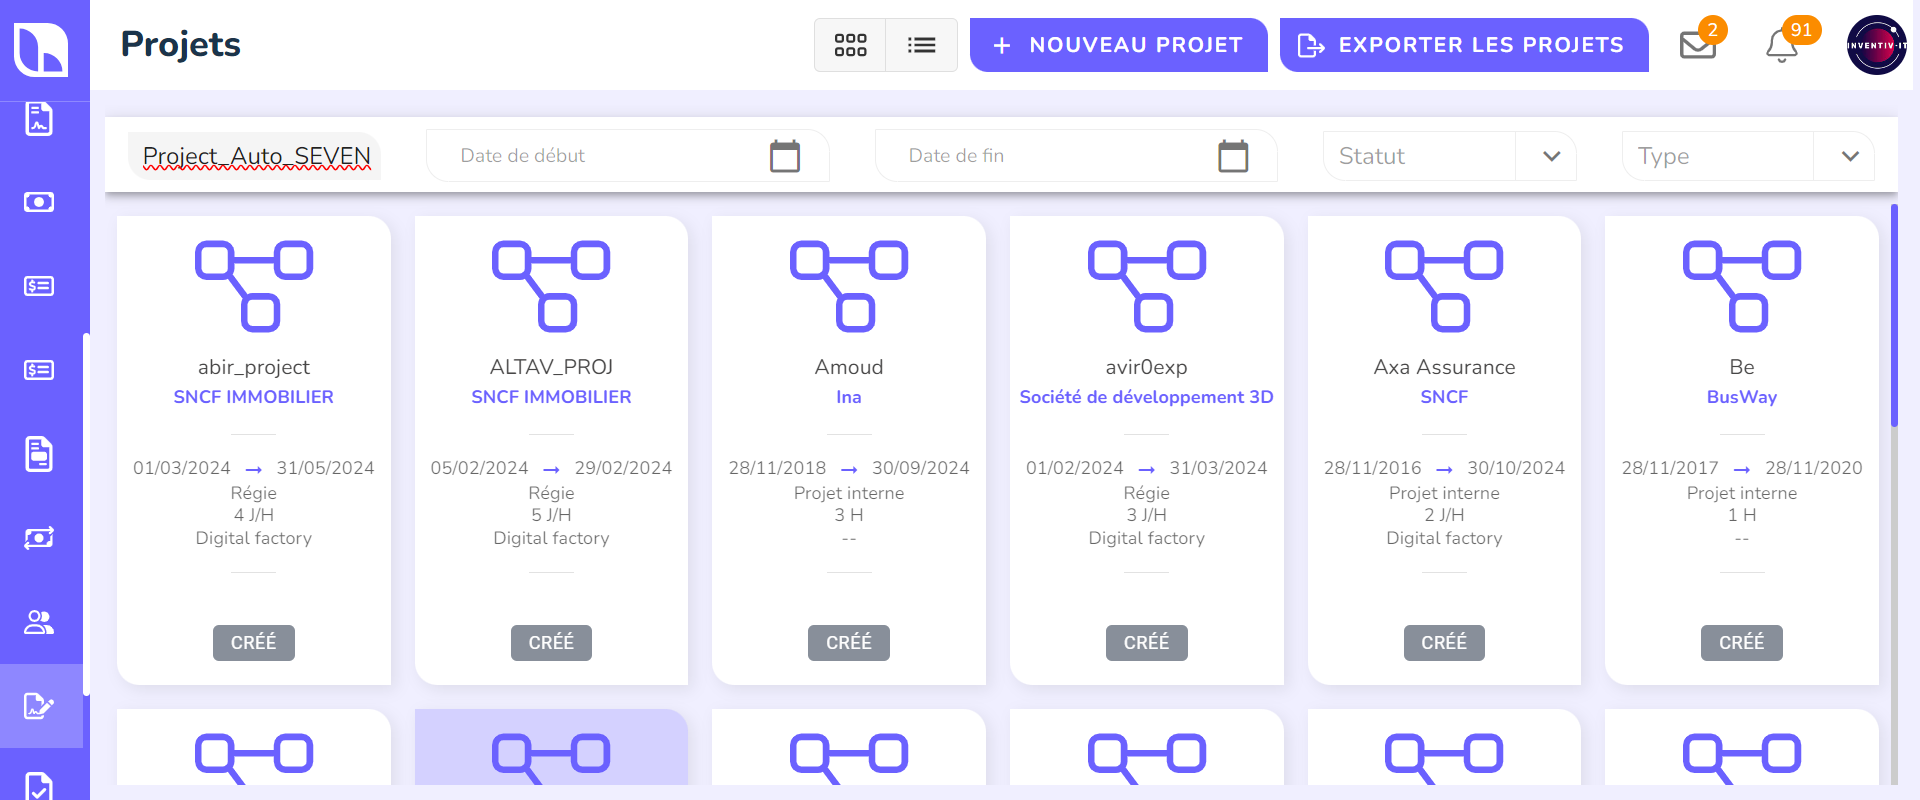 Projets
NOUVEAU PROJET
EXPORTER LES PROJETS
2
91
INVENTIV-IT
Project_Auto_SEVEN
Date de début
Date de fin
Statut
Type
abir_project
SNCF IMMOBILIER
01/03/2024 → 31/05/2024
Régie
4 J/H
Digital factory
CRÉÉ
ALTAV_PROJ
SNCF IMMOBILIER
05/02/2024 → 29/02/2024
Régie
5 J/H
Digital factory
CRÉÉ
Amoud
Ina
28/11/2018 → 30/09/2024
Projet interne
3 H
--
CRÉÉ
avir0exp
Société de développement 3D
01/02/2024 → 31/03/2024
Régie
3 J/H
Digital factory
CRÉÉ
Axa Assurance
SNCF
28/11/2016 → 30/10/2024
Projet interne
2 J/H
Digital factory
CRÉÉ
Be
BusWay
28/11/2017 → 28/11/2020
Projet interne
1 H
--
CRÉÉ